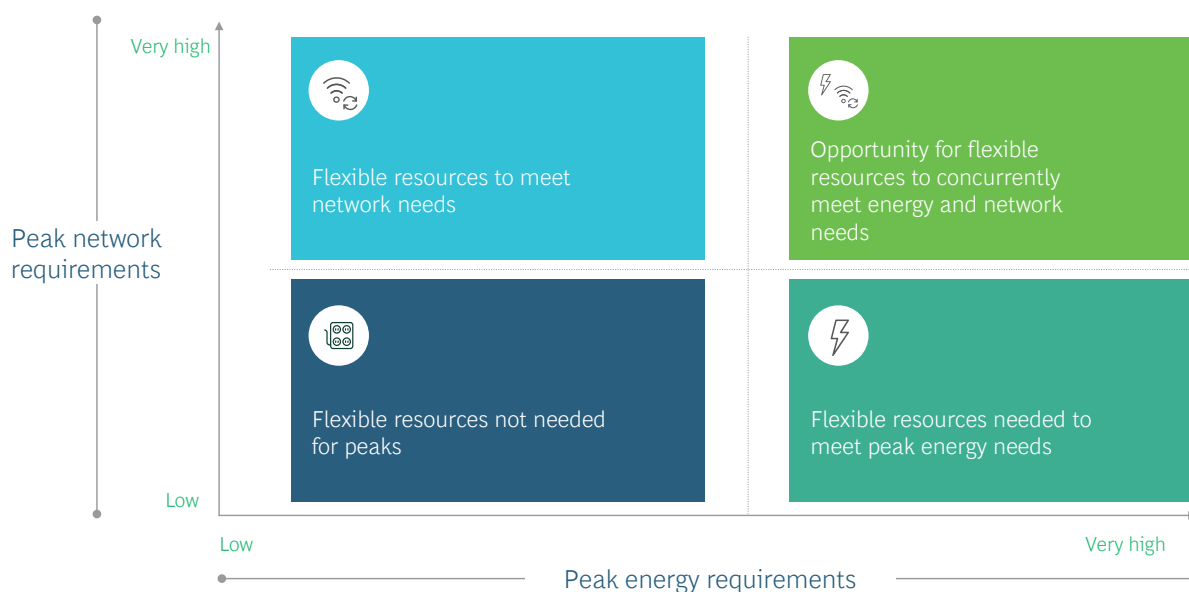 Very high
Flexible resources to meet
network needs
Opportunity for flexible
resources to concurrently
meet energy and network
needs
Peak network
requirements
Flexible resources not needed
for peaks
Flexible resources needed to
meet peak energy needs
Low
Low
Very high
Peak energy requirements